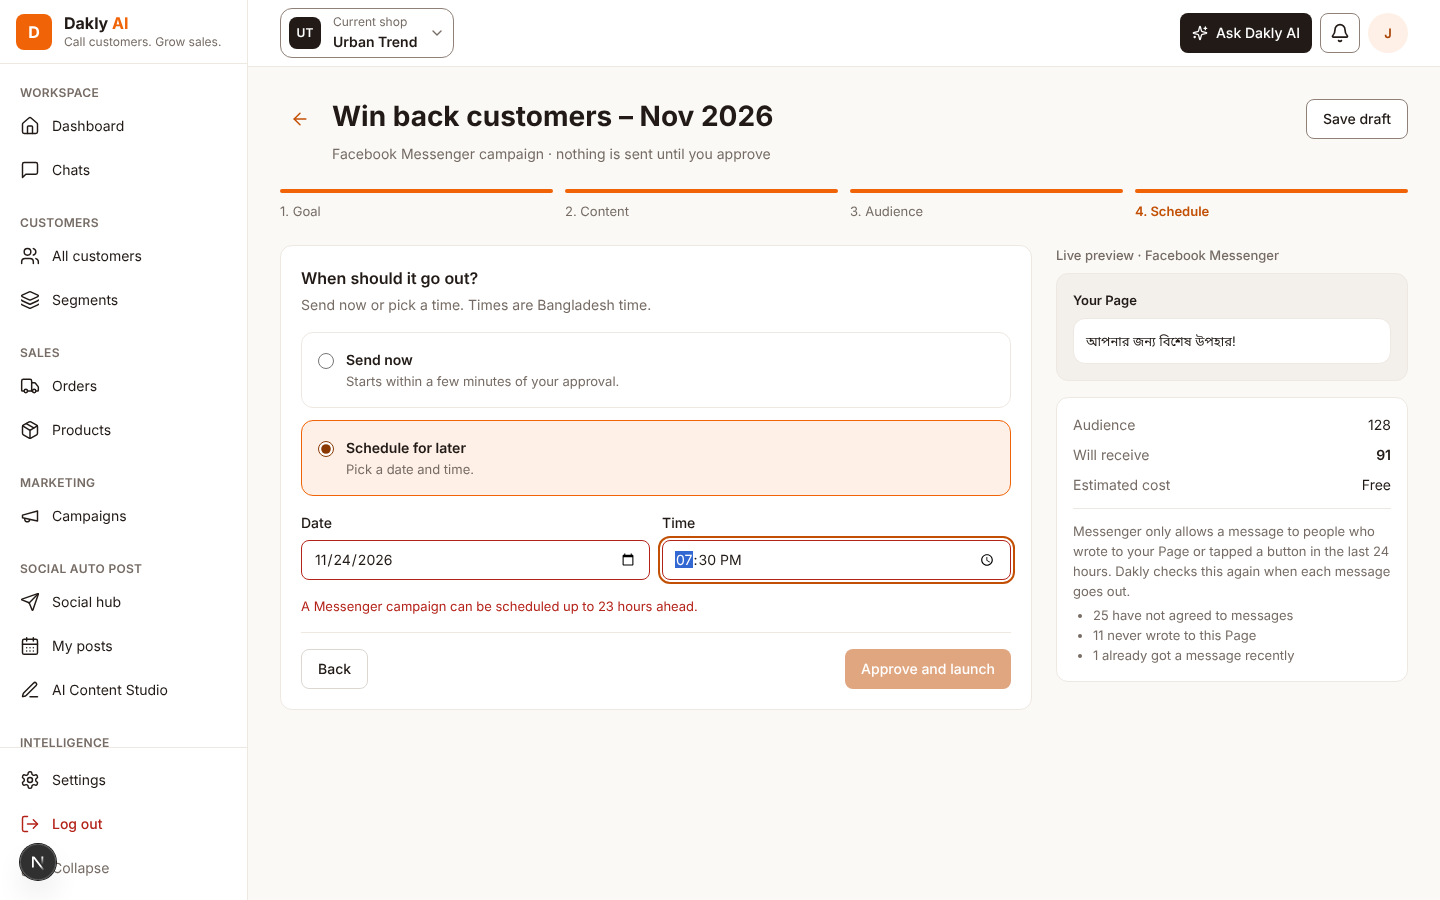 D
Dakly AI
Call customers. Grow sales.
WORKSPACE
Dashboard
Chats
CUSTOMERS
All customers
Segments
SALES
Orders
Products
MARKETING
Campaigns
SOCIAL AUTO POST
Social hub
My posts
AI Content Studio
INTELLIGENCE
Settings
Log out
N
Collapse
UT
Current shop
Urban Trend
Ask Dakly AI
J
Win back customers – Nov 2026
Facebook Messenger campaign · nothing is sent until you approve
Save draft
1. Goal
2. Content
3. Audience
4. Schedule
When should it go out?
Send now or pick a time. Times are Bangladesh time.
Send now
Starts within a few minutes of your approval.
Schedule for later
Pick a date and time.
Date
Time
11/24/2026
07:30 PM
A Messenger campaign can be scheduled up to 23 hours ahead.
Back
Approve and launch
Live preview · Facebook Messenger
Your Page
আপনার জন্য বিশেষ উপহার!
Audience 128
Will receive 91
Estimated cost Free
Messenger only allows a message to people who
wrote to your Page or tapped a button in the last 24
hours. Dakly checks this again when each message
goes out.
• 25 have not agreed to messages
• 11 never wrote to this Page
• 1 already got a message recently